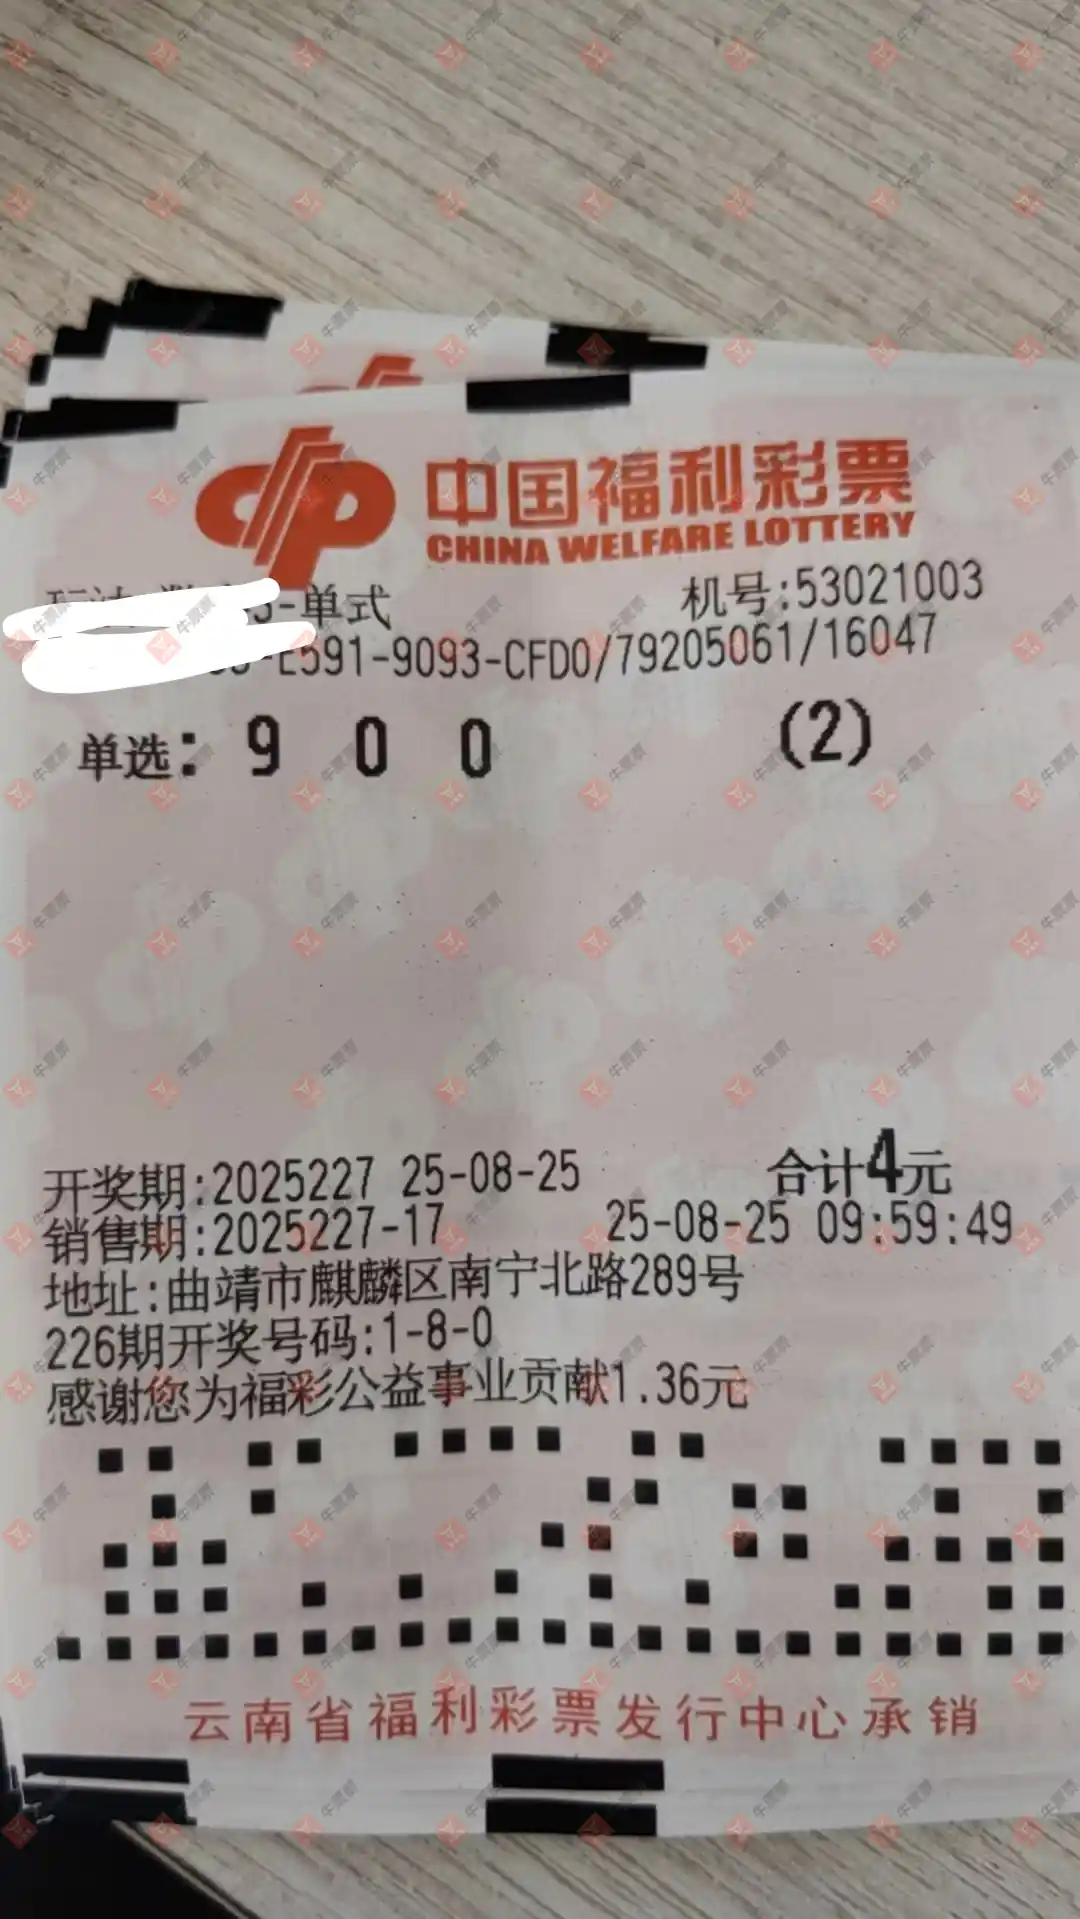 中国福利彩票
CHINA WELFARE LOTTERY
-单式 机号:53021003
-E591-9093-CFD0/79205061/16047
单选: 9 0 0 (2)
开奖期:2025227 25-08-25 合计4元
销售期:2025227-17 25-08-25 09:59:49
地址:曲靖市麒麟区南宁北路289号
226期开奖号码:1-8-0
感谢您为福彩公益事业贡献1.36元
云南省福利彩票发行中心承销
牛票票